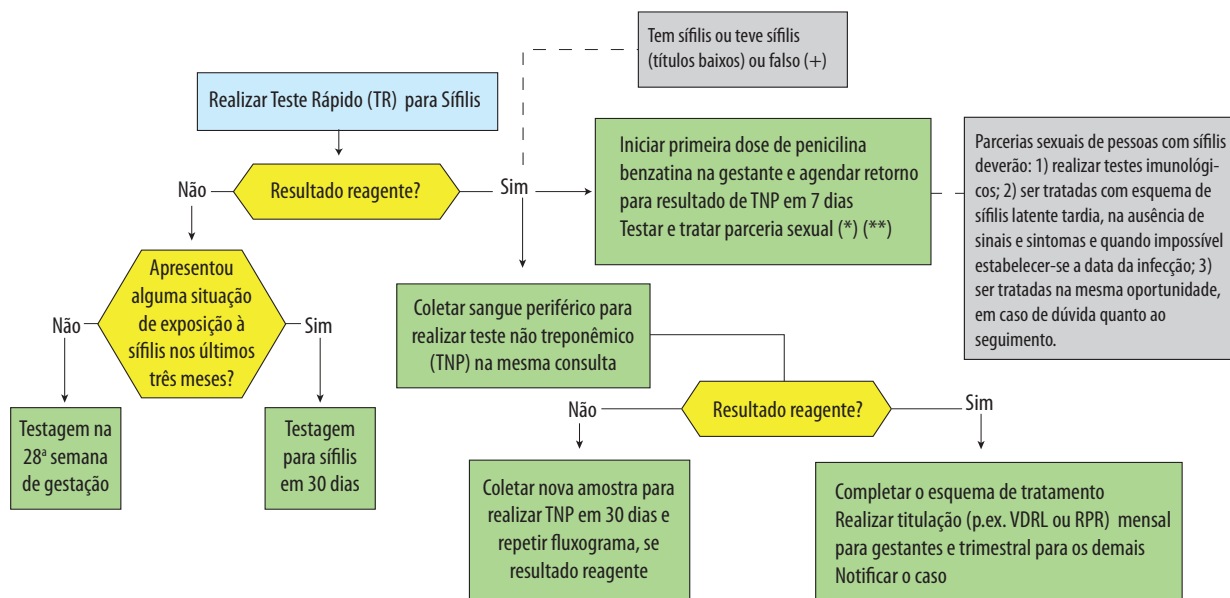 Tem sífilis ou teve sífilis
(títulos baixos) ou falso (+)
Realizar Teste Rápido (TR) para Sífilis
Iniciar primeira dose de penicilina
benzatina na gestante e agendar retorno
para resultado de TNP em 7 dias
Testar e tratar parceria sexual (*) (**)
Parcerias sexuais de pessoas com sífilis
deverão: 1) realizar testes imunológi-
cos; 2) ser tratadas com esquema de
sífilis latente tardia, na ausência de
sinais e sintomas e quando impossível
estabelecer-se a data da infecção; 3)
ser tratadas na mesma oportunidade,
em caso de dúvida quanto ao
seguimento.
Não
Resultado reagente?
Sim
Apresentou
alguma situação
de exposição à
sífilis nos últimos
três meses?
Não
Sim
Coletar sangue periférico para
realizar teste não treponêmico
(TNP) na mesma consulta
Testagem na
28ª semana
de gestação
Testagem
para sífilis
em 30 dias
Não
Resultado reagente?
Sim
Coletar nova amostra para
realizar TNP em 30 dias e
repetir fluxograma, se
resultado reagente
Completar o esquema de tratamento
Realizar titulação (p.ex. VDRL ou RPR) mensal
para gestantes e trimestral para os demais
Notificar o caso